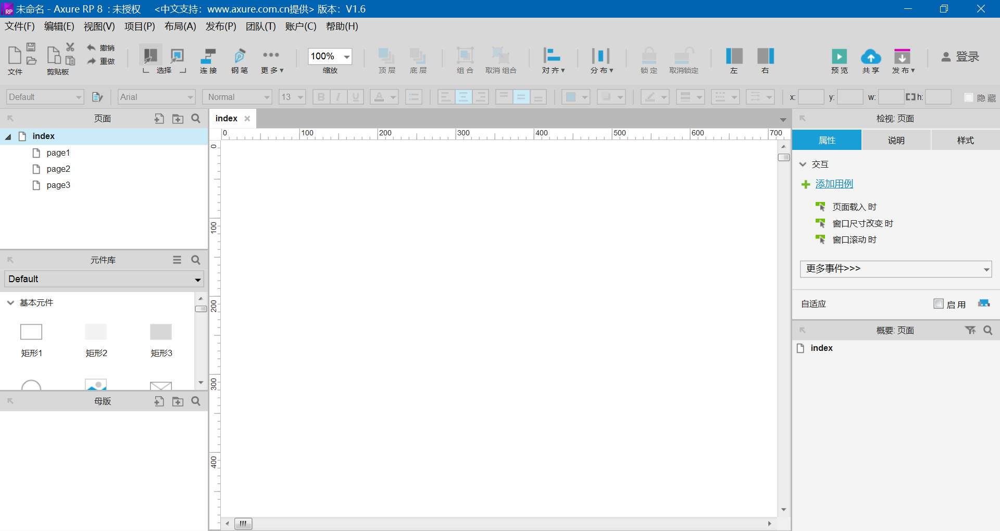 RP 未命名 - Axure RP 8 : 未授权 <中文支持：www.axure.com.cn提供> 版本：V1.6
文件(F) 编辑(E) 视图(V) 项目(P) 布局(A) 发布(P) 团队(T) 账户(C) 帮助(H)
撤销
重做
100%
登录
文件 剪贴板 选择 连接 钢笔 更多 缩放 顶层 底层 组合 取消组合 对齐 分布 锁定 取消锁定 左 右 预览 共享 发布
Default Arial Normal 13 B I U A x: y: w: h: 隐藏
页面
index
page1
page2
page3
元件库
Default
基本元件
矩形1 矩形2 矩形3
母版
index
0 100 200 300 400 500 600 700
0
100
200
300
400
检视: 页面
属性 说明 样式
交互
添加用例
页面载入 时
窗口尺寸改变 时
窗口滚动 时
更多事件>>>
自适应 启用
概要: 页面
index